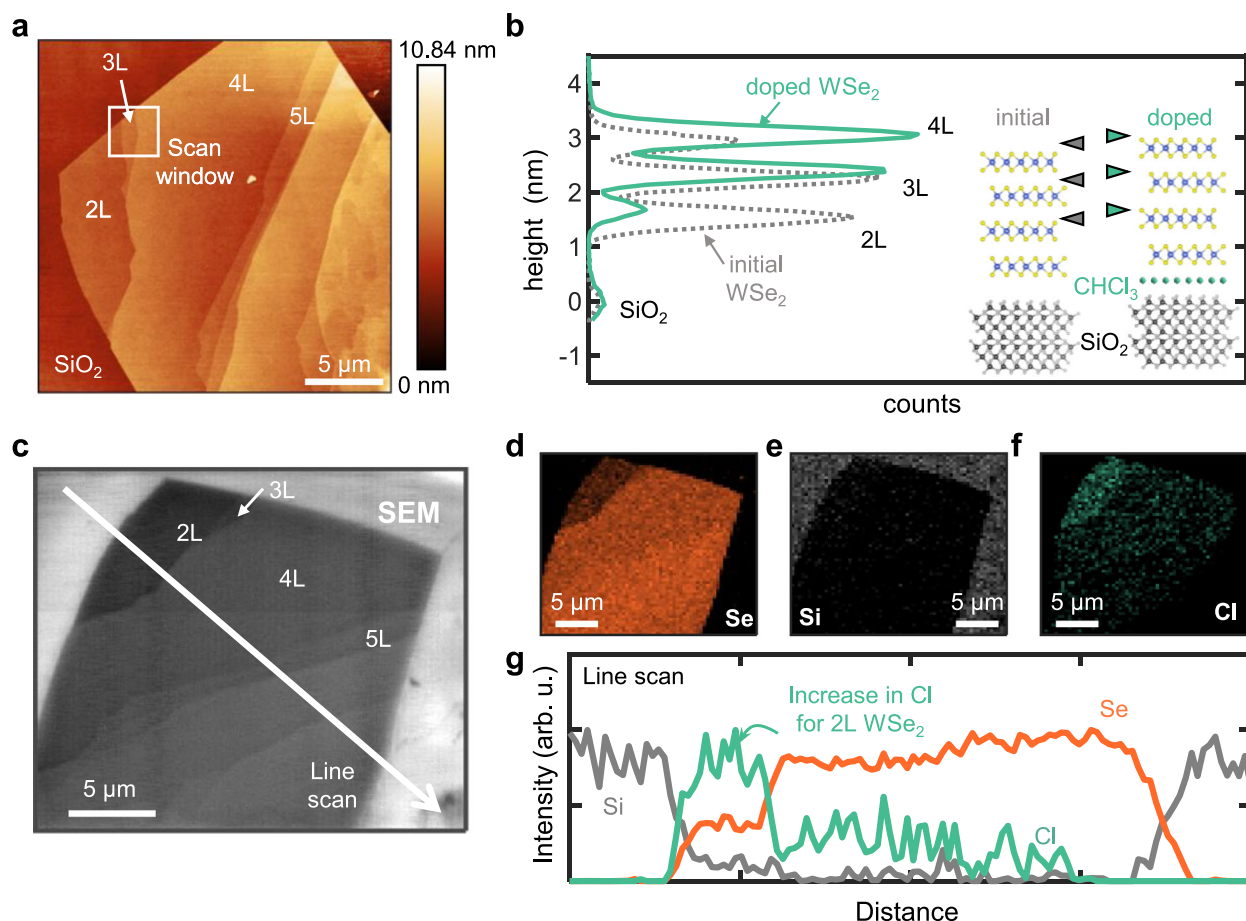 a
10.84 nm
3L
4L
5L
Scan
window
2L
SiO₂
5 µm
0 nm
b
4
3
2
1
0
-1
height (nm)
doped WSe₂
4L
3L
2L
initial
WSe₂
SiO₂
initial
doped
CHCl₃
SiO₂
counts
c
3L
SEM
2L
4L
5L
5 µm
Line
scan
d
5 µm
Se
e
Si
5 µm
f
5 µm
Cl
g
Line scan
Increase in Cl
for 2L WSe₂
Se
Si
Cl
Intensity (arb. u.)
Distance